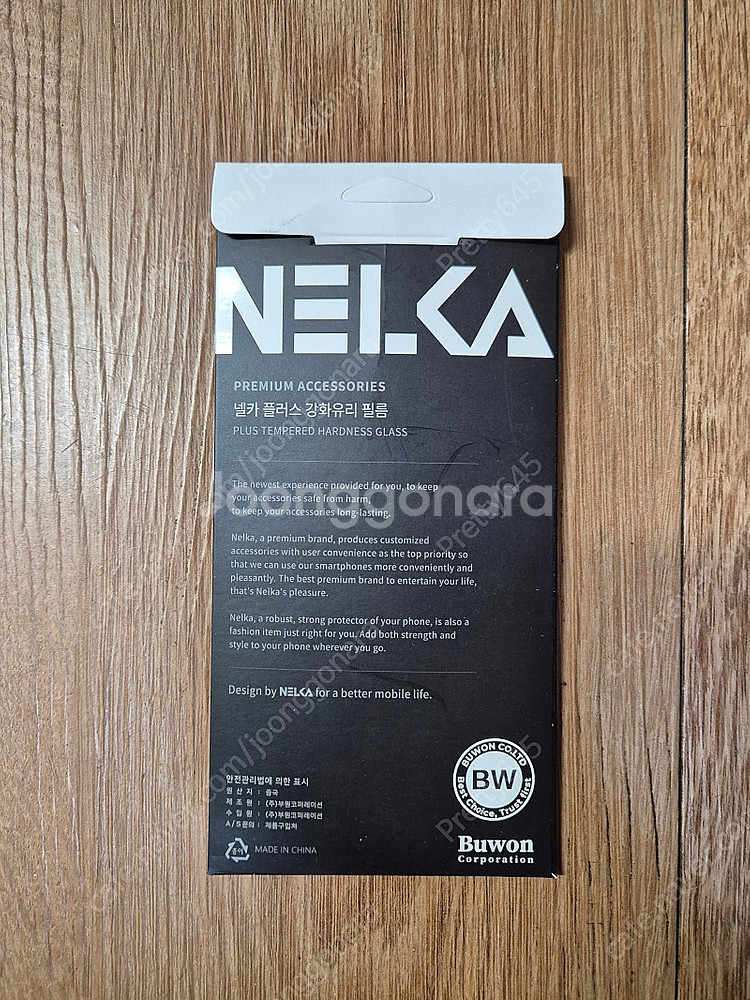 NELKA
PREMIUM ACCESSORIES
넬카 플러스 강화유리 필름
PLUS TEMPERED HARDNESS GLASS
The newest experience provided for you, to keep
your accessories safe from harm,
to keep your accessories long-lasting.
Joonggonara
Nelka, a premium brand, produces customized
accessories with user convenience as the top priority so
that we can use our smartphones more conveniently and
pleasantly. The best premium brand to entertain your life,
that's Nelka's pleasure.
Nelka, a robust, strong protector of your phone, is also a
fashion item just right for you. Add both strength and
style to your phone wherever you go.
Design by NELKA for a better mobile life.
안전관리법에 의한 표시
원 산 지 : 중국
제 조 원 : (주)부원코퍼레이션
수 입 원 : (주)부원코퍼레이션
A / S 문의 : 제품구입처
종이
MADE IN CHINA
BUWON CO.LTD
BW
Best Choice, Trust first
Buwon
Corporation
Pretty645
Pretty645